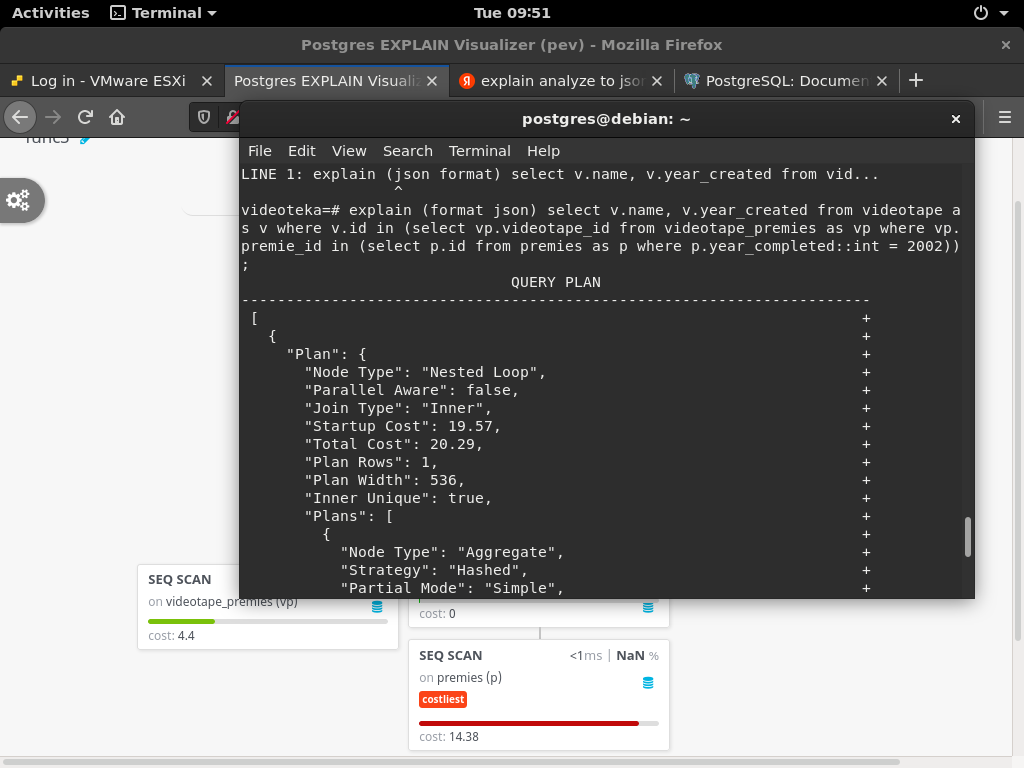 Activities Terminal Tue 09:51
Postgres EXPLAIN Visualizer (pev) - Mozilla Firefox
Log in - VMware ESXi
Postgres EXPLAIN Visualiz
explain analyze to json
PostgreSQL: Documen
postgres@debian: ~
File Edit View Search Terminal Help
LINE 1: explain (json format) select v.name, v.year_created from vid...
^
videoteka=# explain (format json) select v.name, v.year_created from videotape a
s v where v.id in (select vp.videotape_id from videotape_premies as vp where vp.
premie_id in (select p.id from premies as p where p.year_completed::int = 2002))
;
QUERY PLAN
----------------------------------------------------------------------
[ +
{ +
"Plan": { +
"Node Type": "Nested Loop", +
"Parallel Aware": false, +
"Join Type": "Inner", +
"Startup Cost": 19.57, +
"Total Cost": 20.29, +
"Plan Rows": 1, +
"Plan Width": 536, +
"Inner Unique": true, +
"Plans": [ +
{ +
"Node Type": "Aggregate", +
"Strategy": "Hashed", +
"Partial Mode": "Simple", +
SEQ SCAN
on videotape_premies (vp)
cost: 4.4
cost: 0
SEQ SCAN <1ms | NaN %
on premies (p)
costliest
cost: 14.38